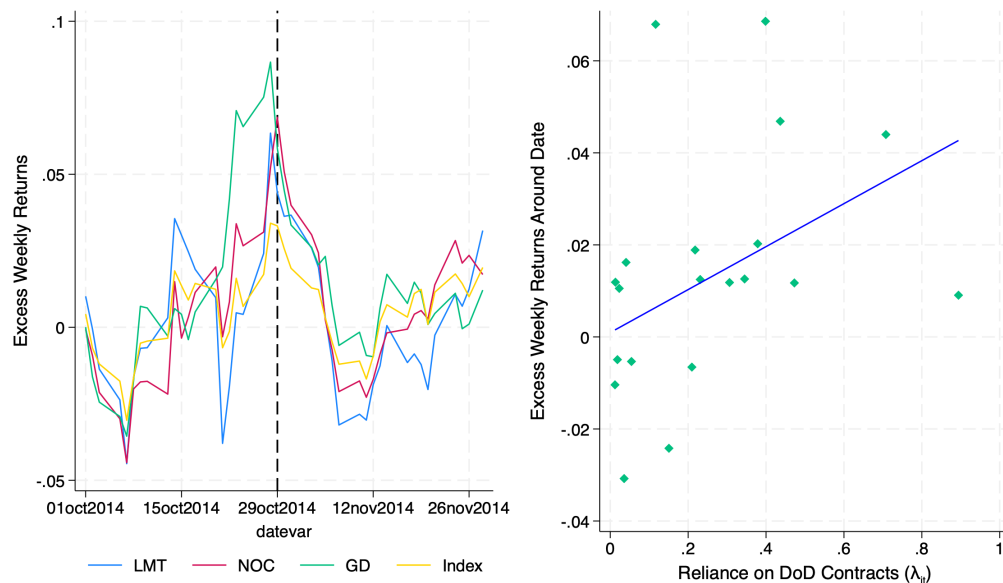 Excess Weekly Returns
.1
.05
0
-.05
01oct2014 15oct2014 29oct2014 12nov2014 26nov2014
datevar
LMT NOC GD Index
Excess Weekly Returns Around Date
.06
.04
.02
0
-.02
-.04
0 .2 .4 .6 .8 1
Reliance on DoD Contracts (λ